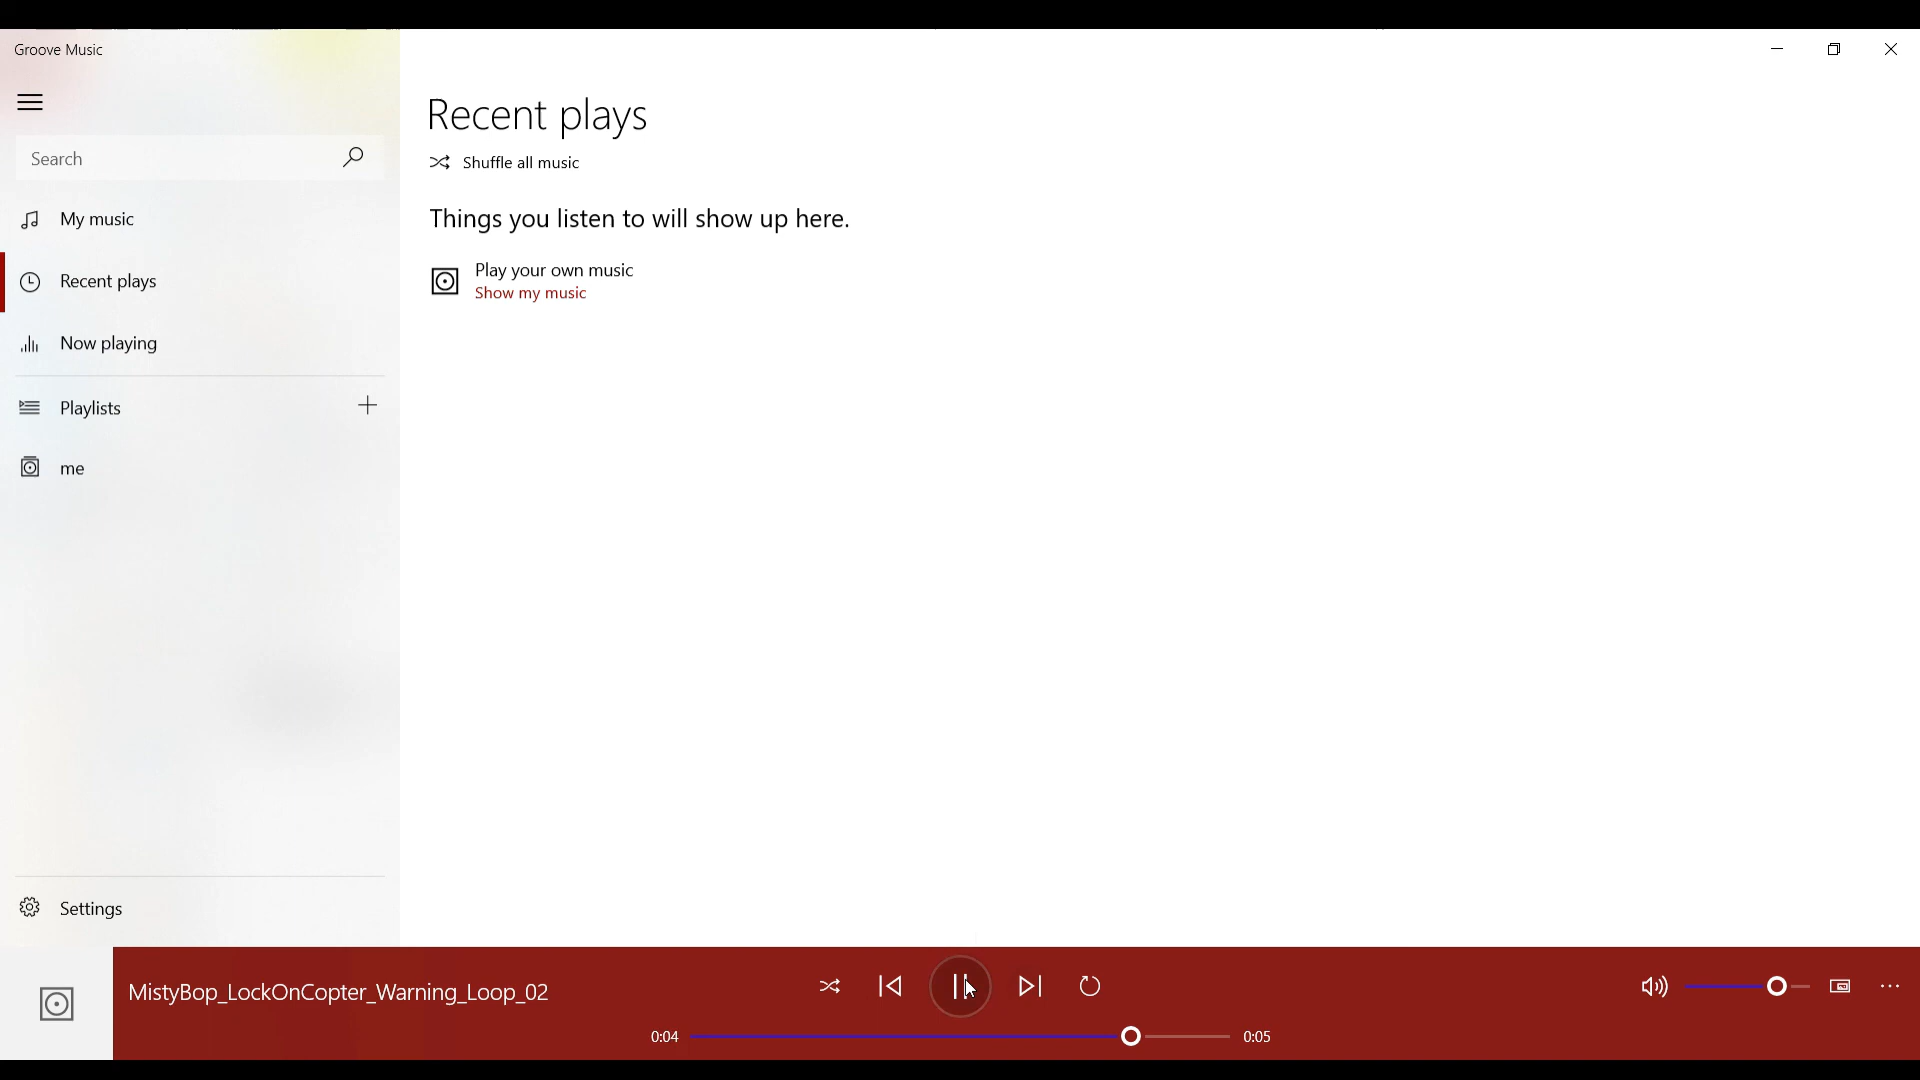 Groove Music
Search
My music
Recent plays
Now playing
Playlists
me
Settings
Recent plays
Shuffle all music
Things you listen to will show up here.
Play your own music
Show my music
MistyBop_LockOnCopter_Warning_Loop_02
0:04
0:05